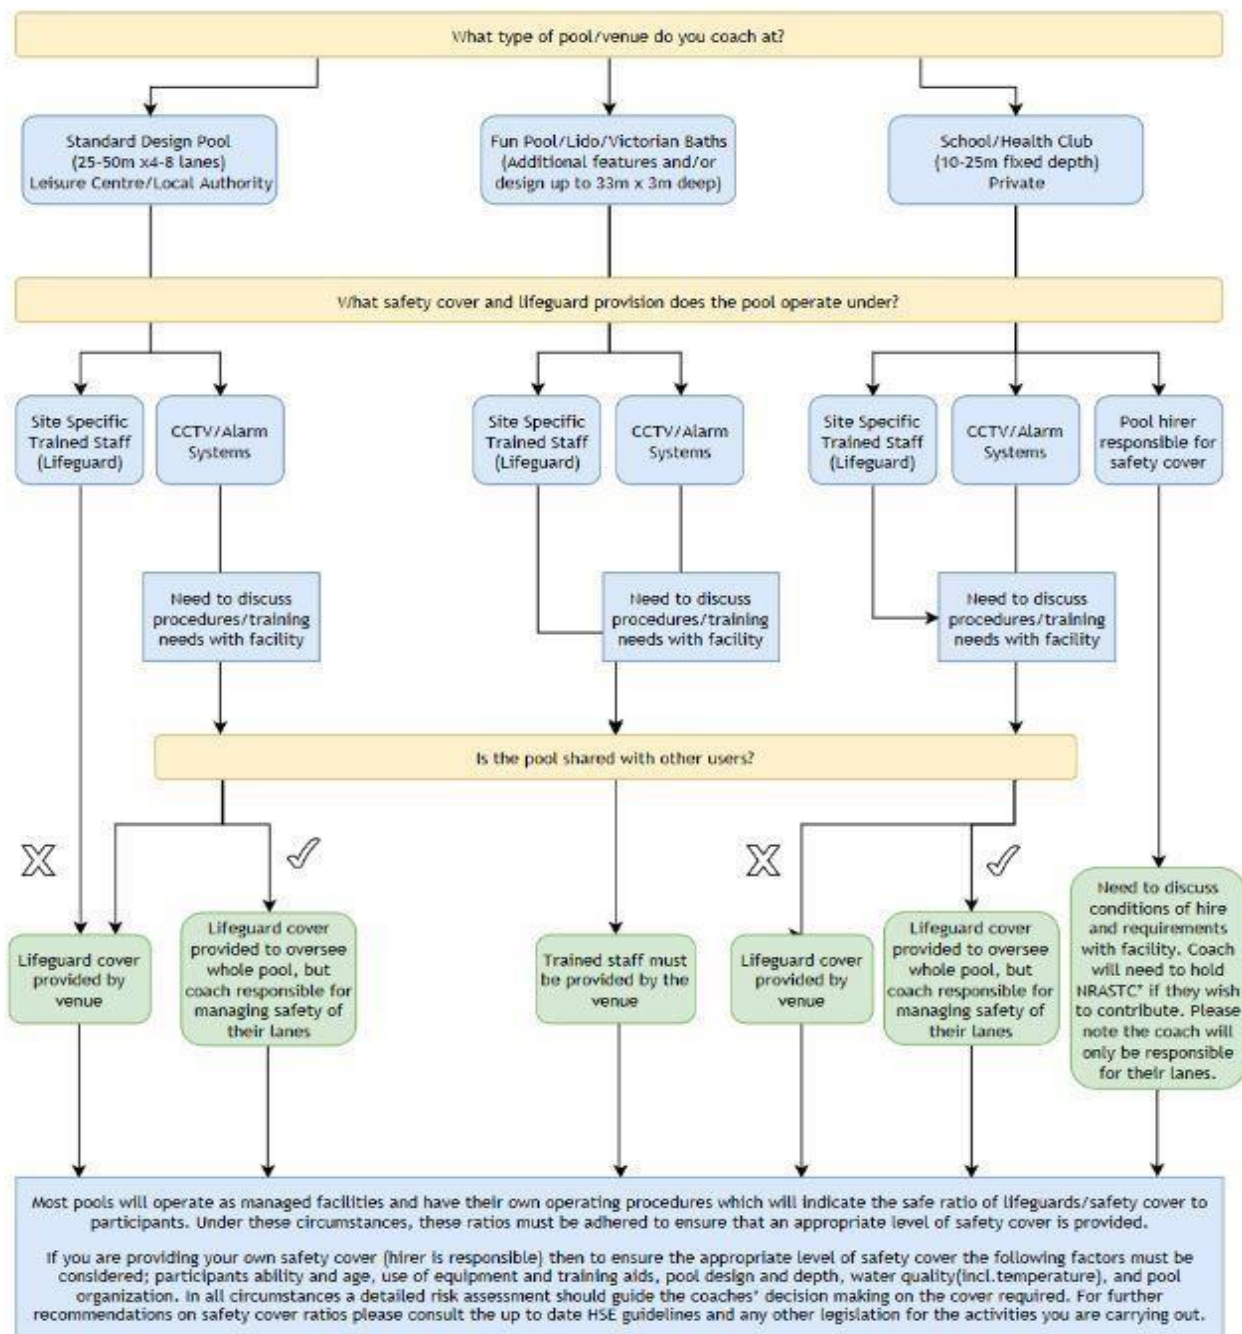 What type of pool/venue do you coach at?
Standard Design Pool
(25-50m x4-8 lanes)
Leisure Centre/Local Authority
Fun Pool/Lido/Victorian Baths
(Additional features and/or
design up to 33m x 3m deep)
School/Health Club
(10-25m fixed depth)
Private
What safety cover and lifeguard provision does the pool operate under?
Site Specific
Trained Staff
(Lifeguard)
CCTV/Alarm
Systems
Site Specific
Trained Staff
(Lifeguard)
CCTV/Alarm
Systems
Site Specific
Trained Staff
(Lifeguard)
CCTV/Alarm
Systems
Pool hirer
responsible for
safety cover
Need to discuss
procedures/training
needs with facility
Need to discuss
procedures/training
needs with facility
Need to discuss
procedures/training
needs with facility
Is the pool shared with other users?
Lifeguard cover
provided by
venue
Lifeguard cover
provided to oversee
whole pool, but
coach responsible for
managing safety of
their lanes
Trained staff must
be provided by the
venue
Lifeguard cover
provided by
venue
Lifeguard cover
provided to oversee
whole pool, but
coach responsible for
managing safety of
their lanes
Need to discuss
conditions of hire
and requirements
with facility. Coach
will need to hold
NRASTC* if they wish
to contribute. Please
note the coach will
only be responsible
for their lanes.
Most pools will operate as managed facilities and have their own operating procedures which will indicate the safe ratio of lifeguards/safety cover to
participants. Under these circumstances, these ratios must be adhered to ensure that an appropriate level of safety cover is provided.
If you are providing your own safety cover (hirer is responsible) then to ensure the appropriate level of safety cover the following factors must be
considered; participants ability and age, use of equipment and training aids, pool design and depth, water quality(incl.temperature), and pool
organization. In all circumstances a detailed risk assessment should guide the coaches' decision making on the cover required. For further
recommendations on safety cover ratios please consult the up to date HSE guidelines and any other legislation for the activities you are carrying out.